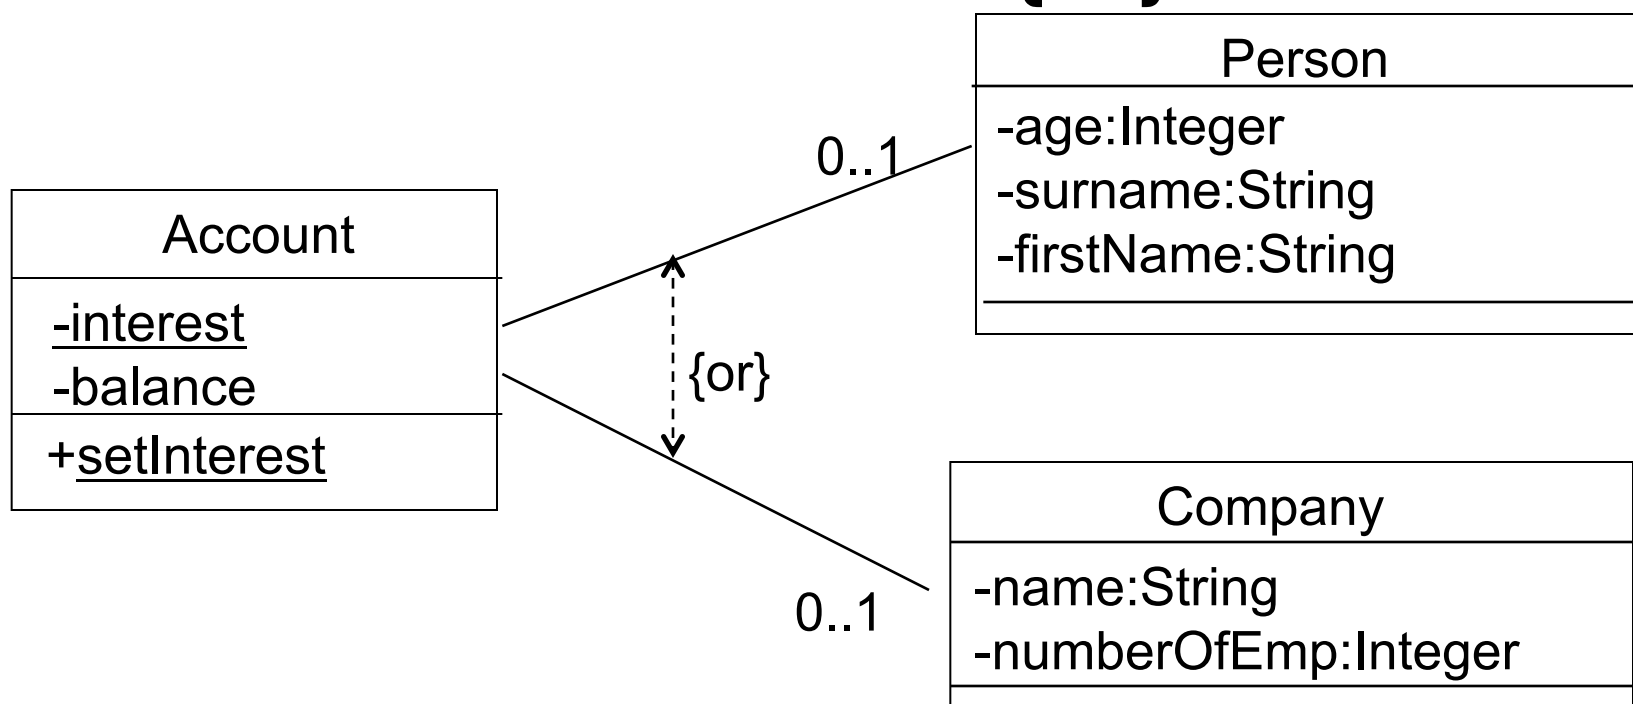 Person
-age:Integer
-surname:String
-firstName:String
0..1
Account
-interest
-balance
+setInterest
{or}
0..1
Company
-name:String
-numberOfEmp:Integer